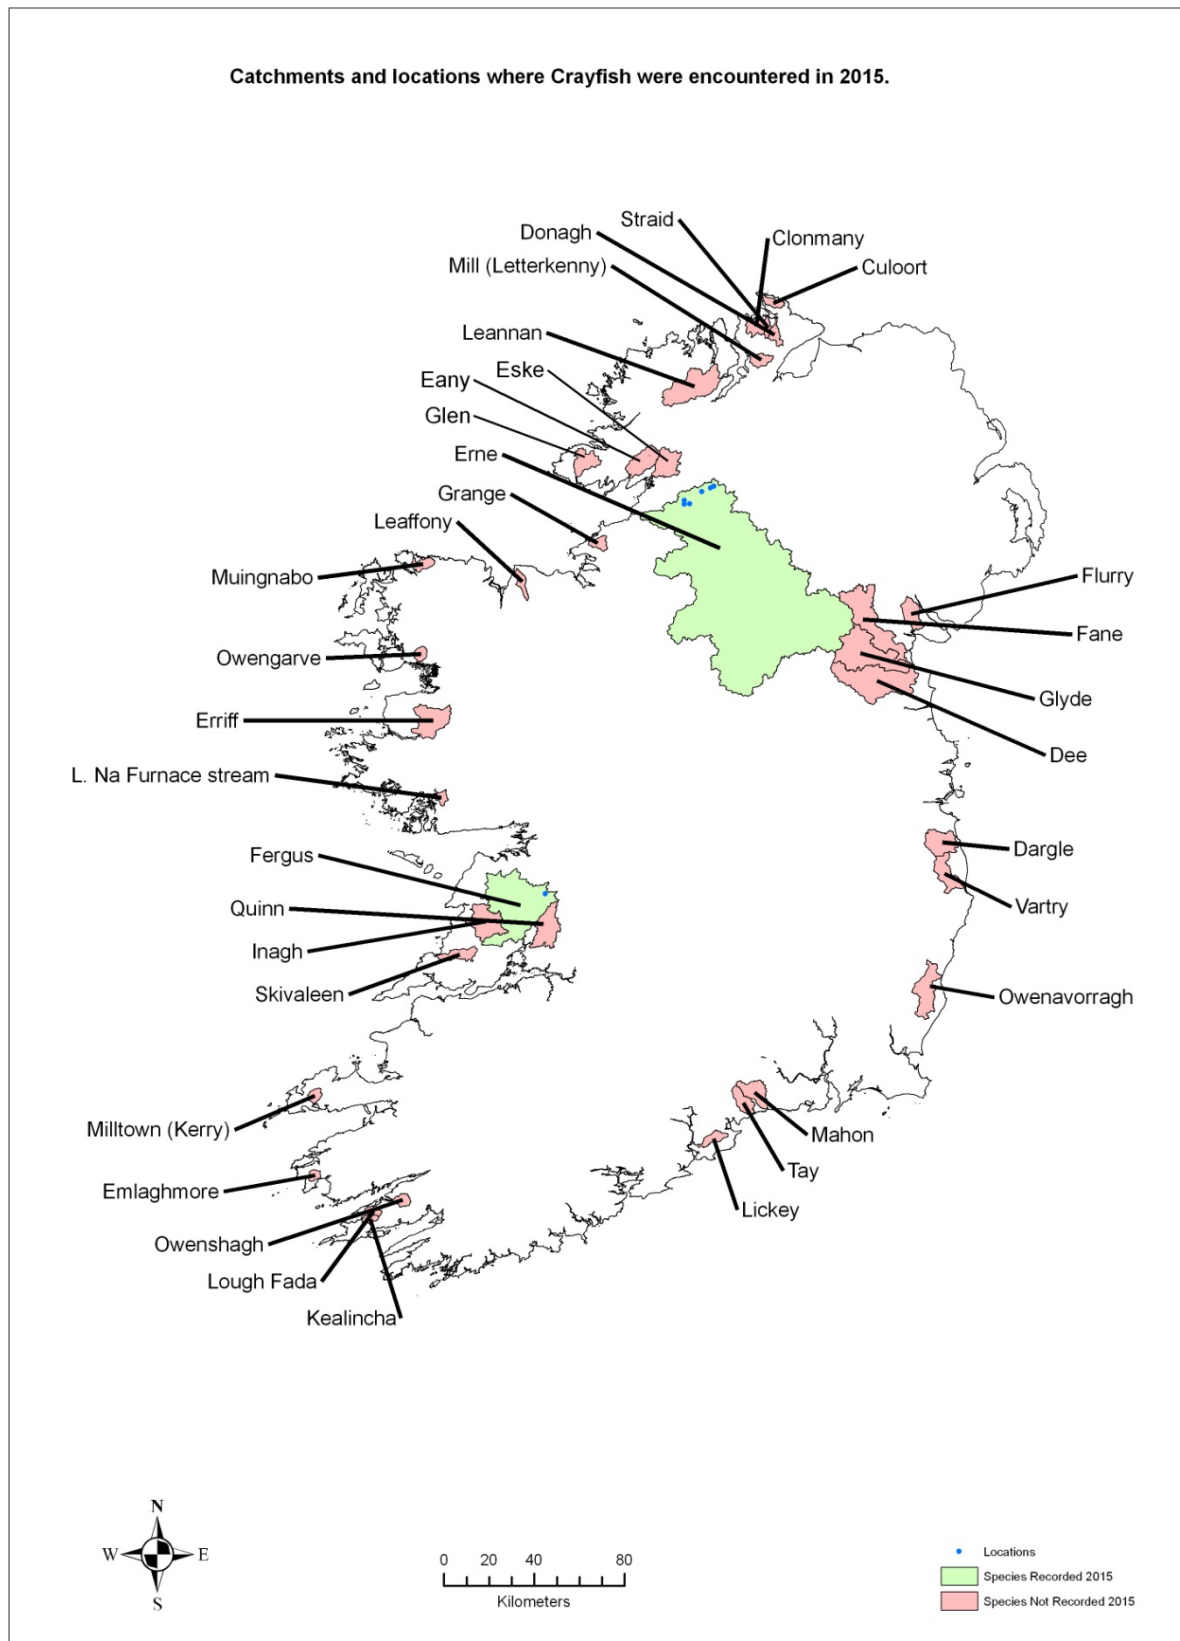 Catchments and locations where Crayfish were encountered in 2015.
Straid
Donagh
Clonmany
Mill (Letterkenny)
Culoort
Leannan
Eske
Eany
Glen
Erne
Grange
Leaffony
Muingnabo
Flurry
Fane
Owengarve
Glyde
Erriff
Dee
L. Na Furnace stream
Dargle
Fergus
Vartry
Quinn
Inagh
Skivaleen
Owenavorragh
Milltown (Kerry)
Mahon
Tay
Emlaghmore
Lickey
Owenshagh
Lough Fada
Kealincha
N
W E
S
0 20 40 80
Kilometers
Locations
Species Recorded 2015
Species Not Recorded 2015